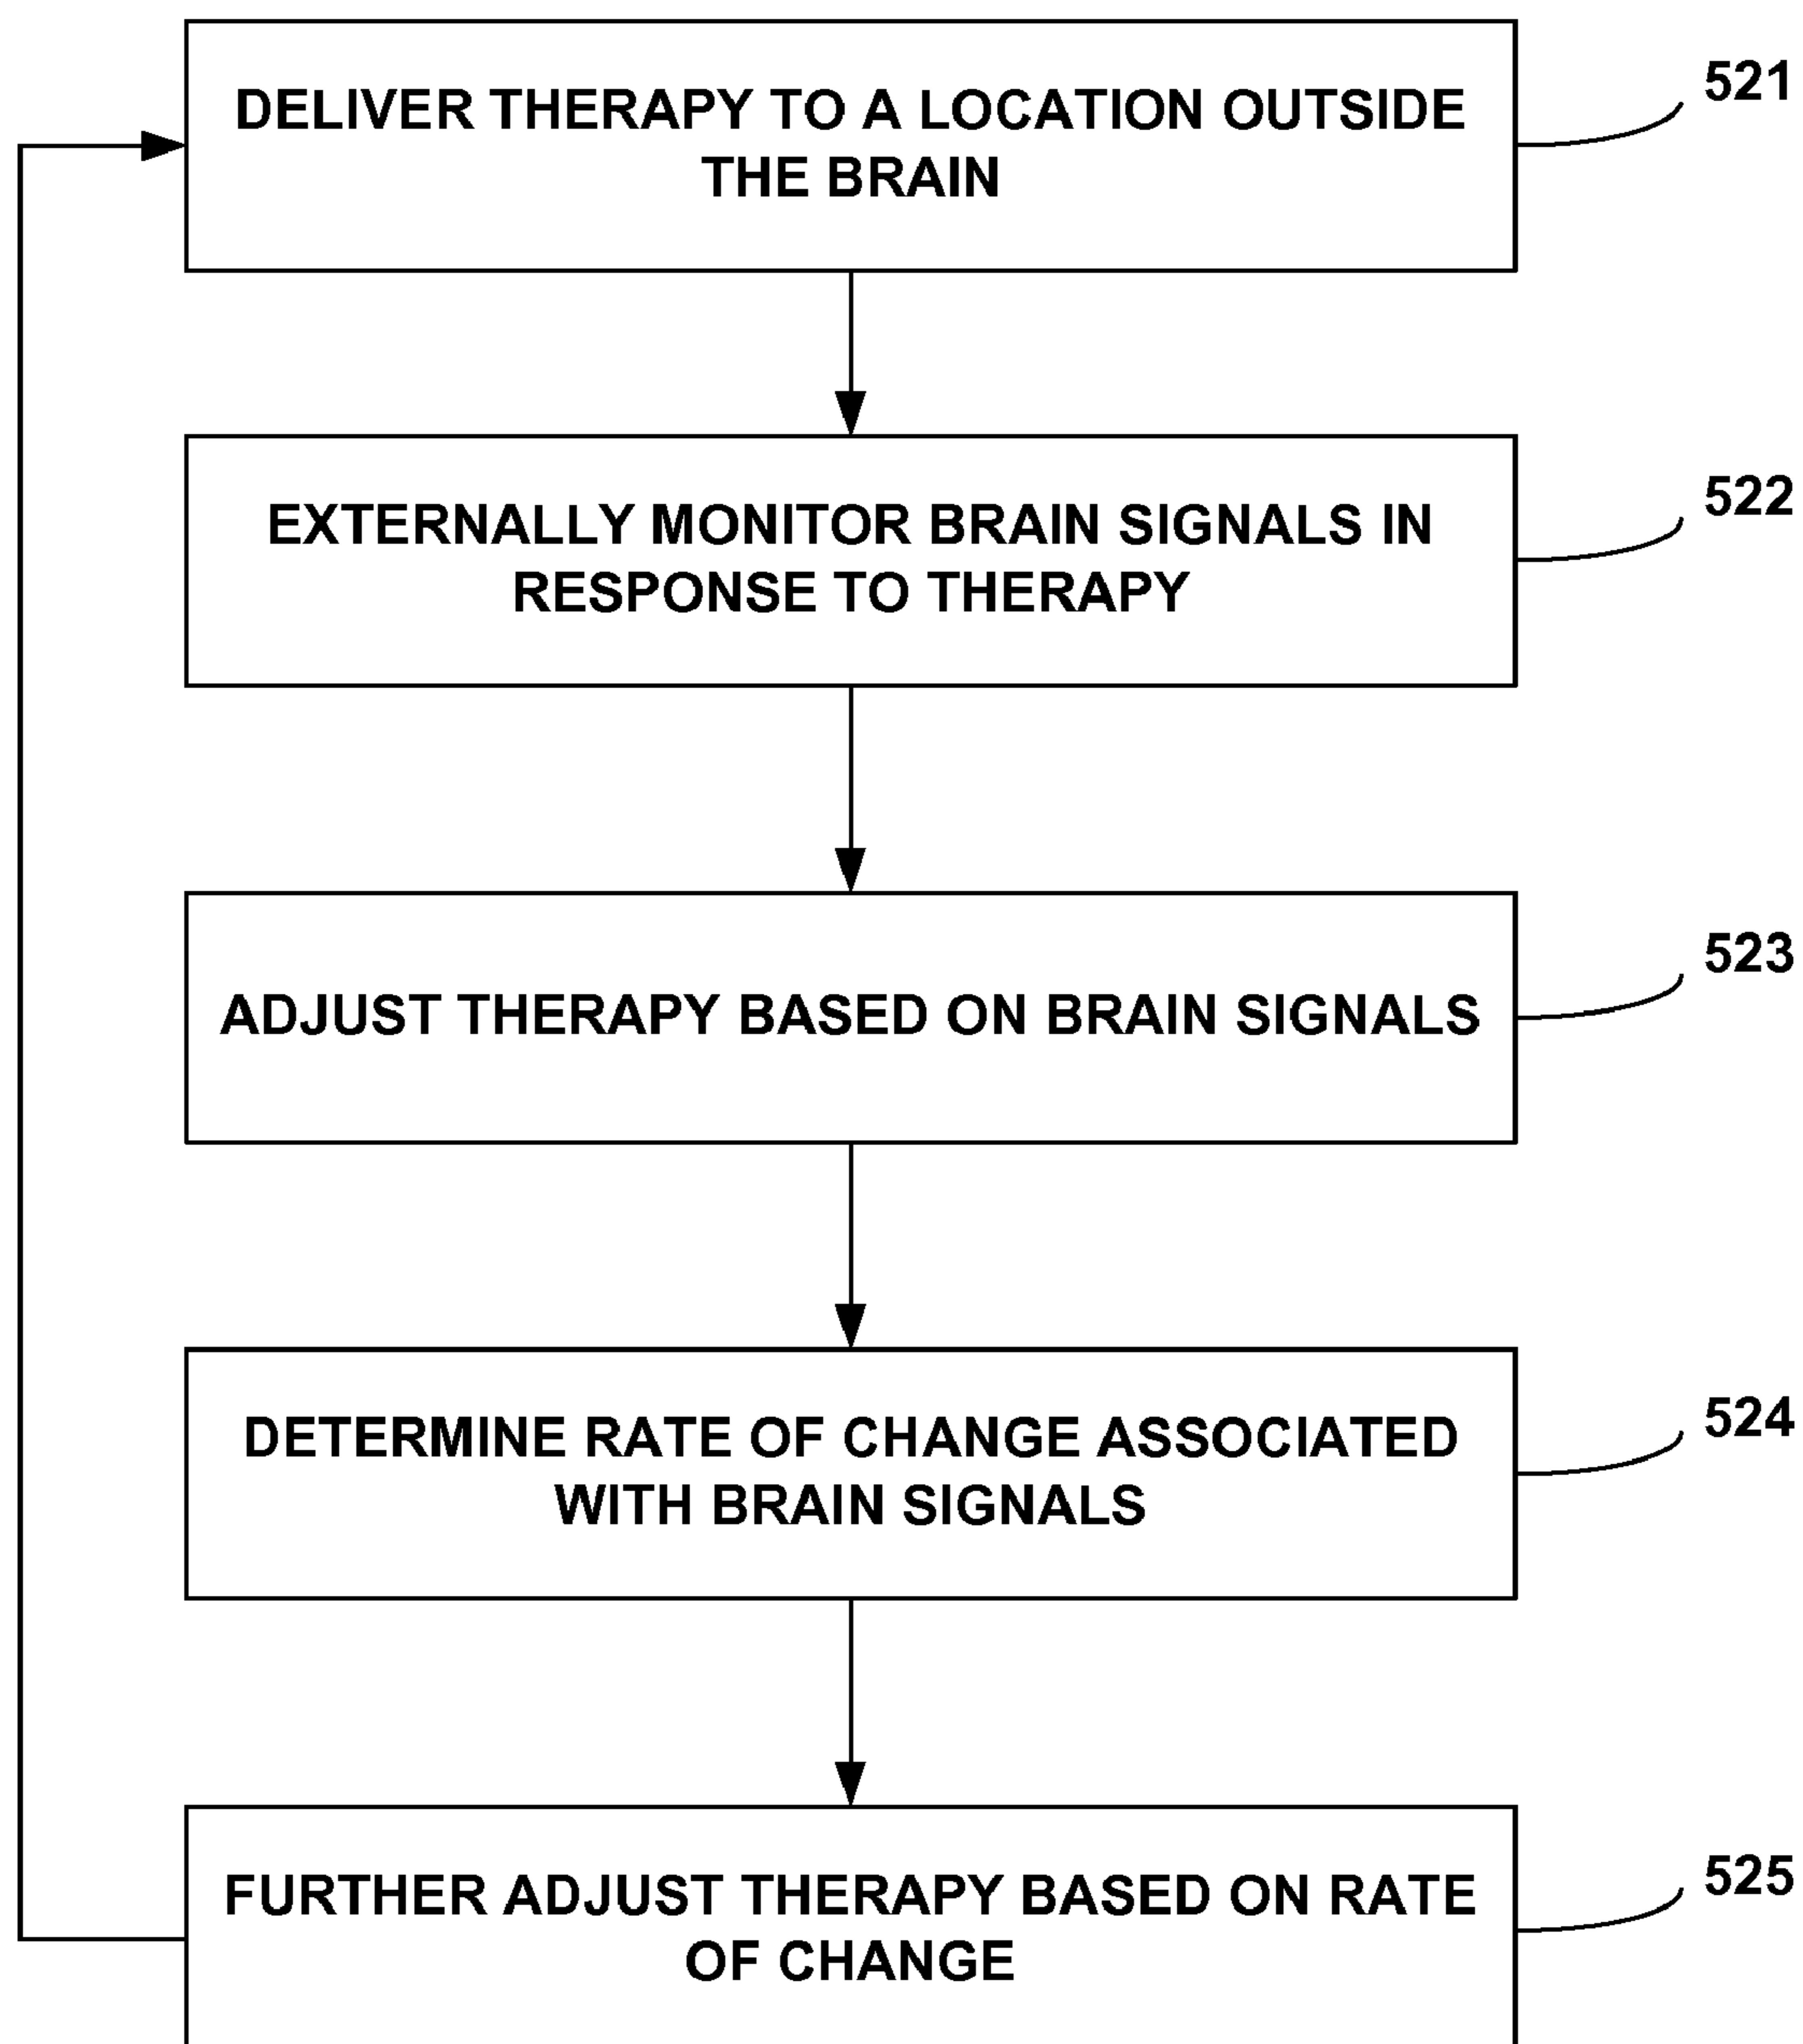 DELIVER THERAPY TO A LOCATION OUTSIDE
THE BRAIN
521
EXTERNALLY MONITOR BRAIN SIGNALS IN
RESPONSE TO THERAPY
522
ADJUST THERAPY BASED ON BRAIN SIGNALS
523
DETERMINE RATE OF CHANGE ASSOCIATED
WITH BRAIN SIGNALS
524
FURTHER ADJUST THERAPY BASED ON RATE
OF CHANGE
525